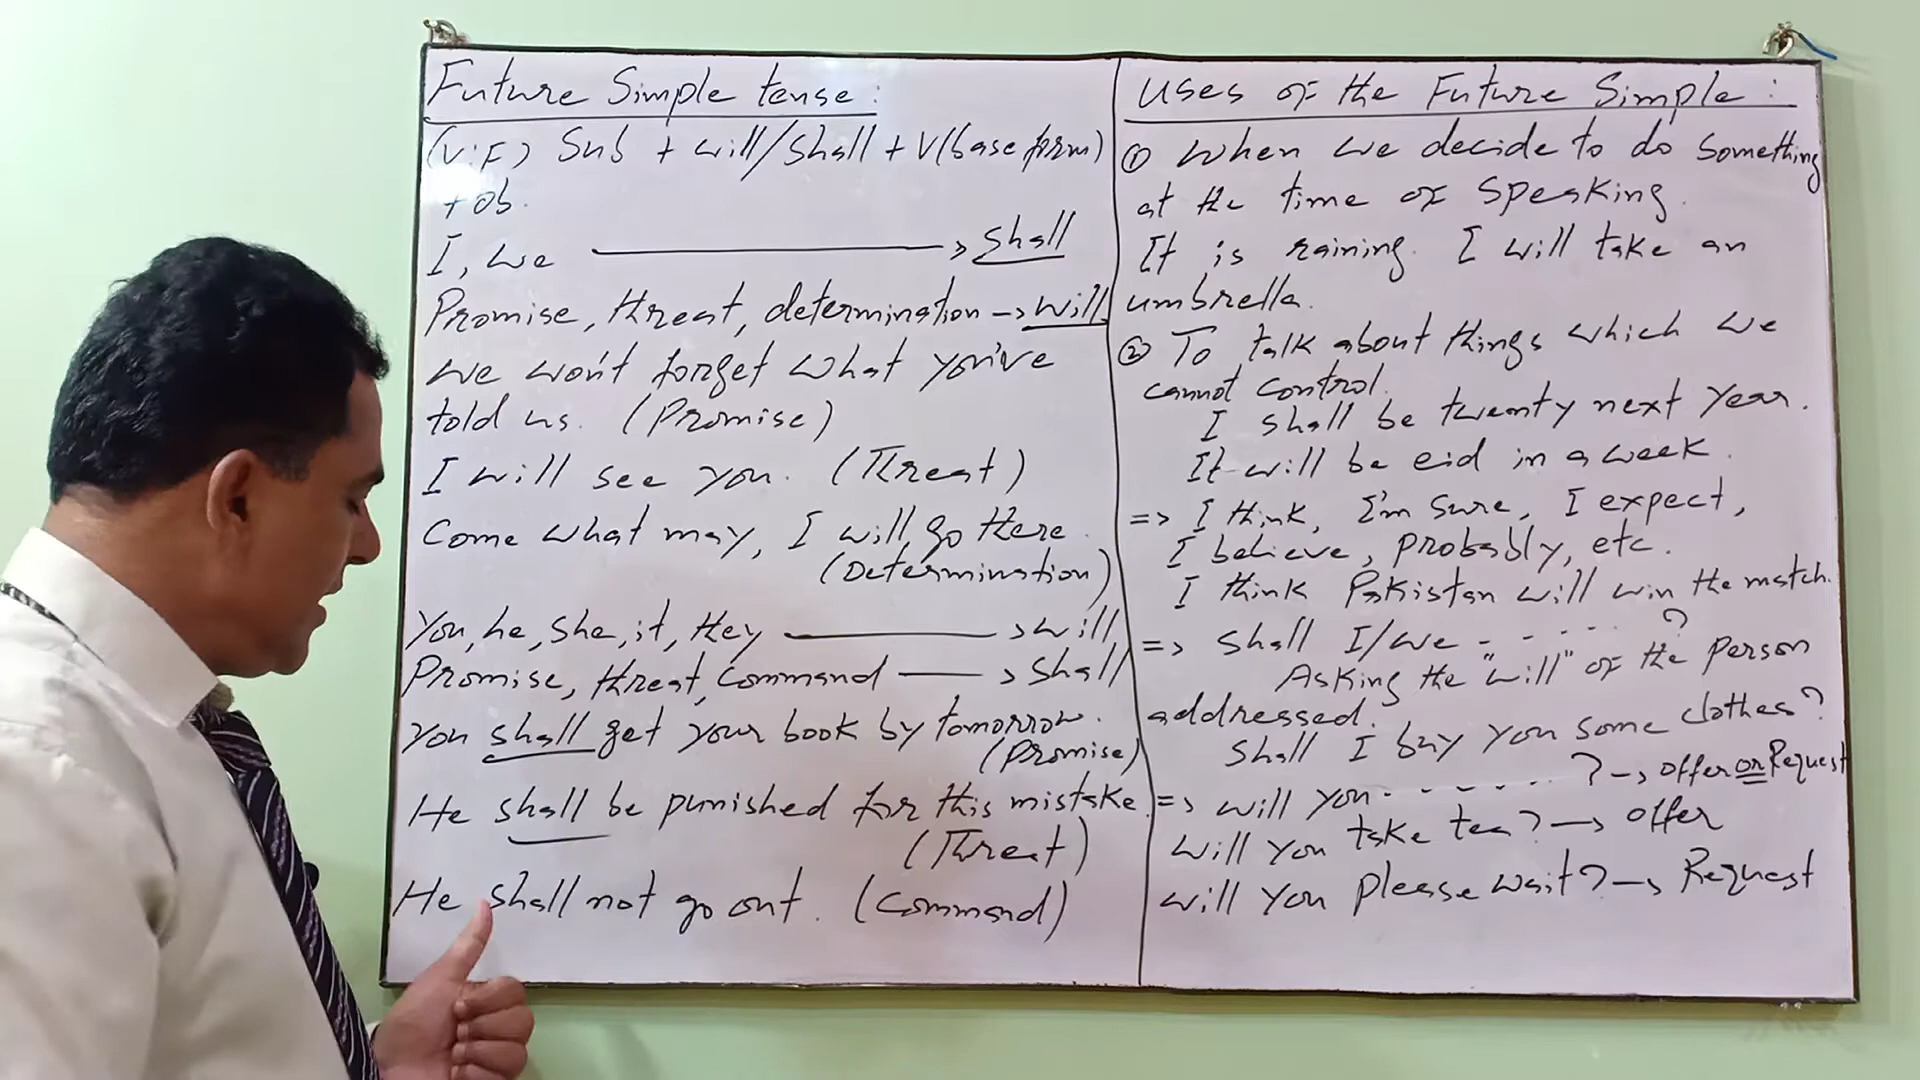 Future Simple tense:
(V.F) Sub + will/shall + V(base form)
+ ob.
I, we → shall
Promise, threat, determination → will
We won't forget what you've
told us. (Promise)
I will see you. (Threat)
Come what may, I will go there.
(Determination)
You, he, she, it, they → will
Promise, threat, Command → shall
You shall get your book by tomorrow.
(Promise)
He shall be punished for this mistake.
(Threat)
He shall not go out. (Command)
Uses of the Future Simple:
① When we decide to do something
at the time of speaking.
It is raining. I will take an
umbrella.
② To talk about things which we
cannot control.
I shall be twenty next year.
It will be eid in a week.
=> I think, I'm sure, I expect,
I believe, probably, etc.
I think Pakistan will win the match.
=> Shall I/we - - - - - - ?
Asking the "will" of the person
addressed.
Shall I buy you some clothes?
=> Will you - - - - - - ? → offer or Request
Will you take tea? → offer
Will you please wait? → Request